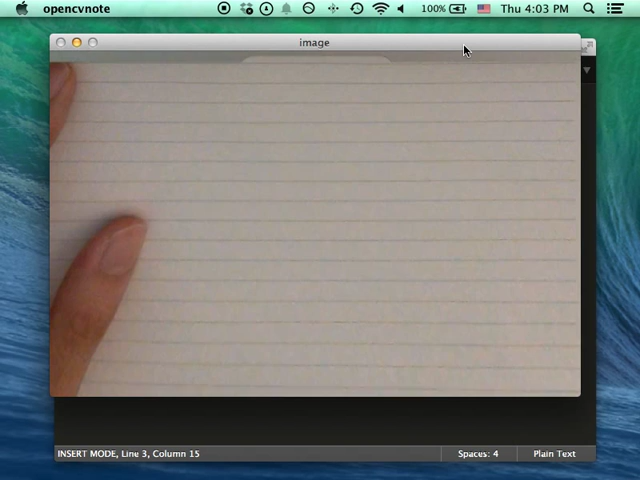 opencvnote 100% Thu 4:03 PM
image
INSERT MODE, Line 3, Column 15 Spaces: 4 Plain Text